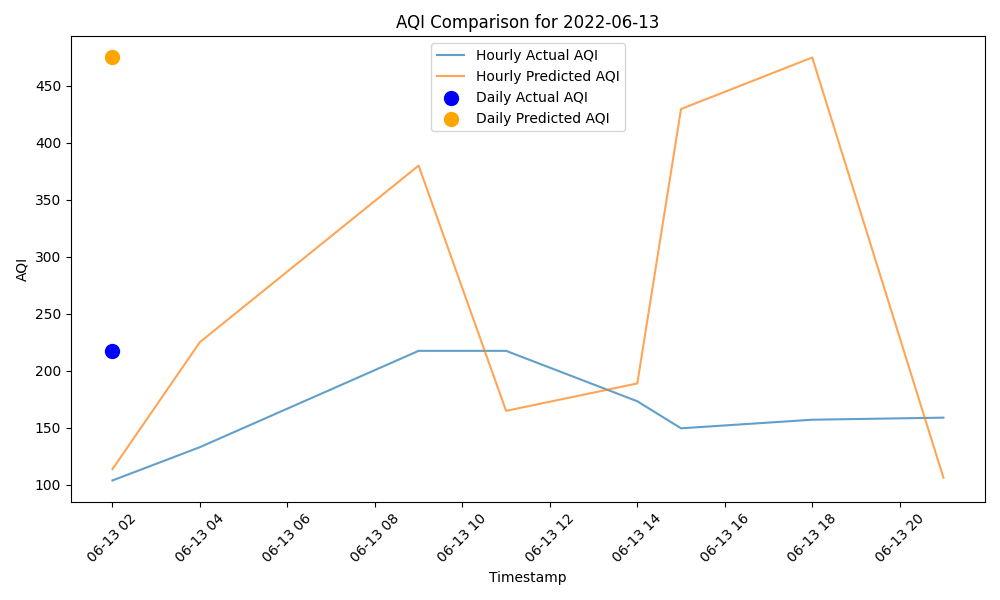 AQI Comparison for 2022-06-13
Hourly Actual AQI
Hourly Predicted AQI
Daily Actual AQI
Daily Predicted AQI
AQI
450
400
350
300
250
200
150
100
06-13 02
06-13 04
06-13 06
06-13 08
06-13 10
06-13 12
06-13 14
06-13 16
06-13 18
06-13 20
Timestamp